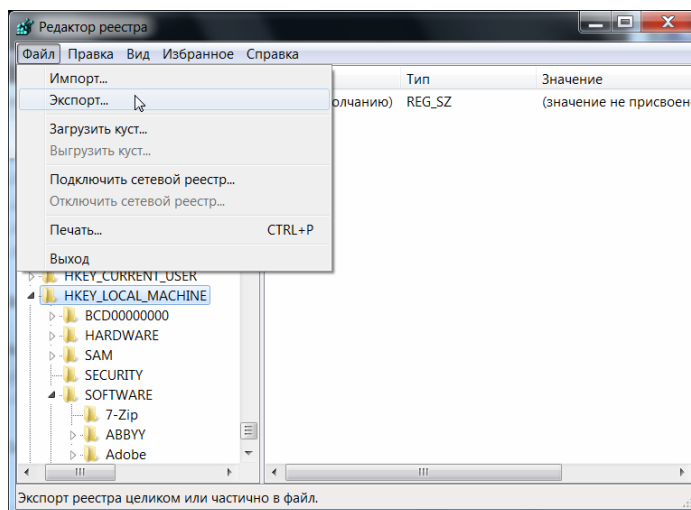 Редактор реестра
Файл Правка Вид Избранное Справка
Импорт...
Экспорт...
Загрузить куст...
Выгрузить куст...
Подключить сетевой реестр...
Отключить сетевой реестр...
Печать... CTRL+P
Выход
Тип Значение
олчанию) REG_SZ (значение не присвоен
HKEY_CURRENT_USER
HKEY_LOCAL_MACHINE
BCD00000000
HARDWARE
SAM
SECURITY
SOFTWARE
7-Zip
ABBYY
Adobe
Экспорт реестра целиком или частично в файл.